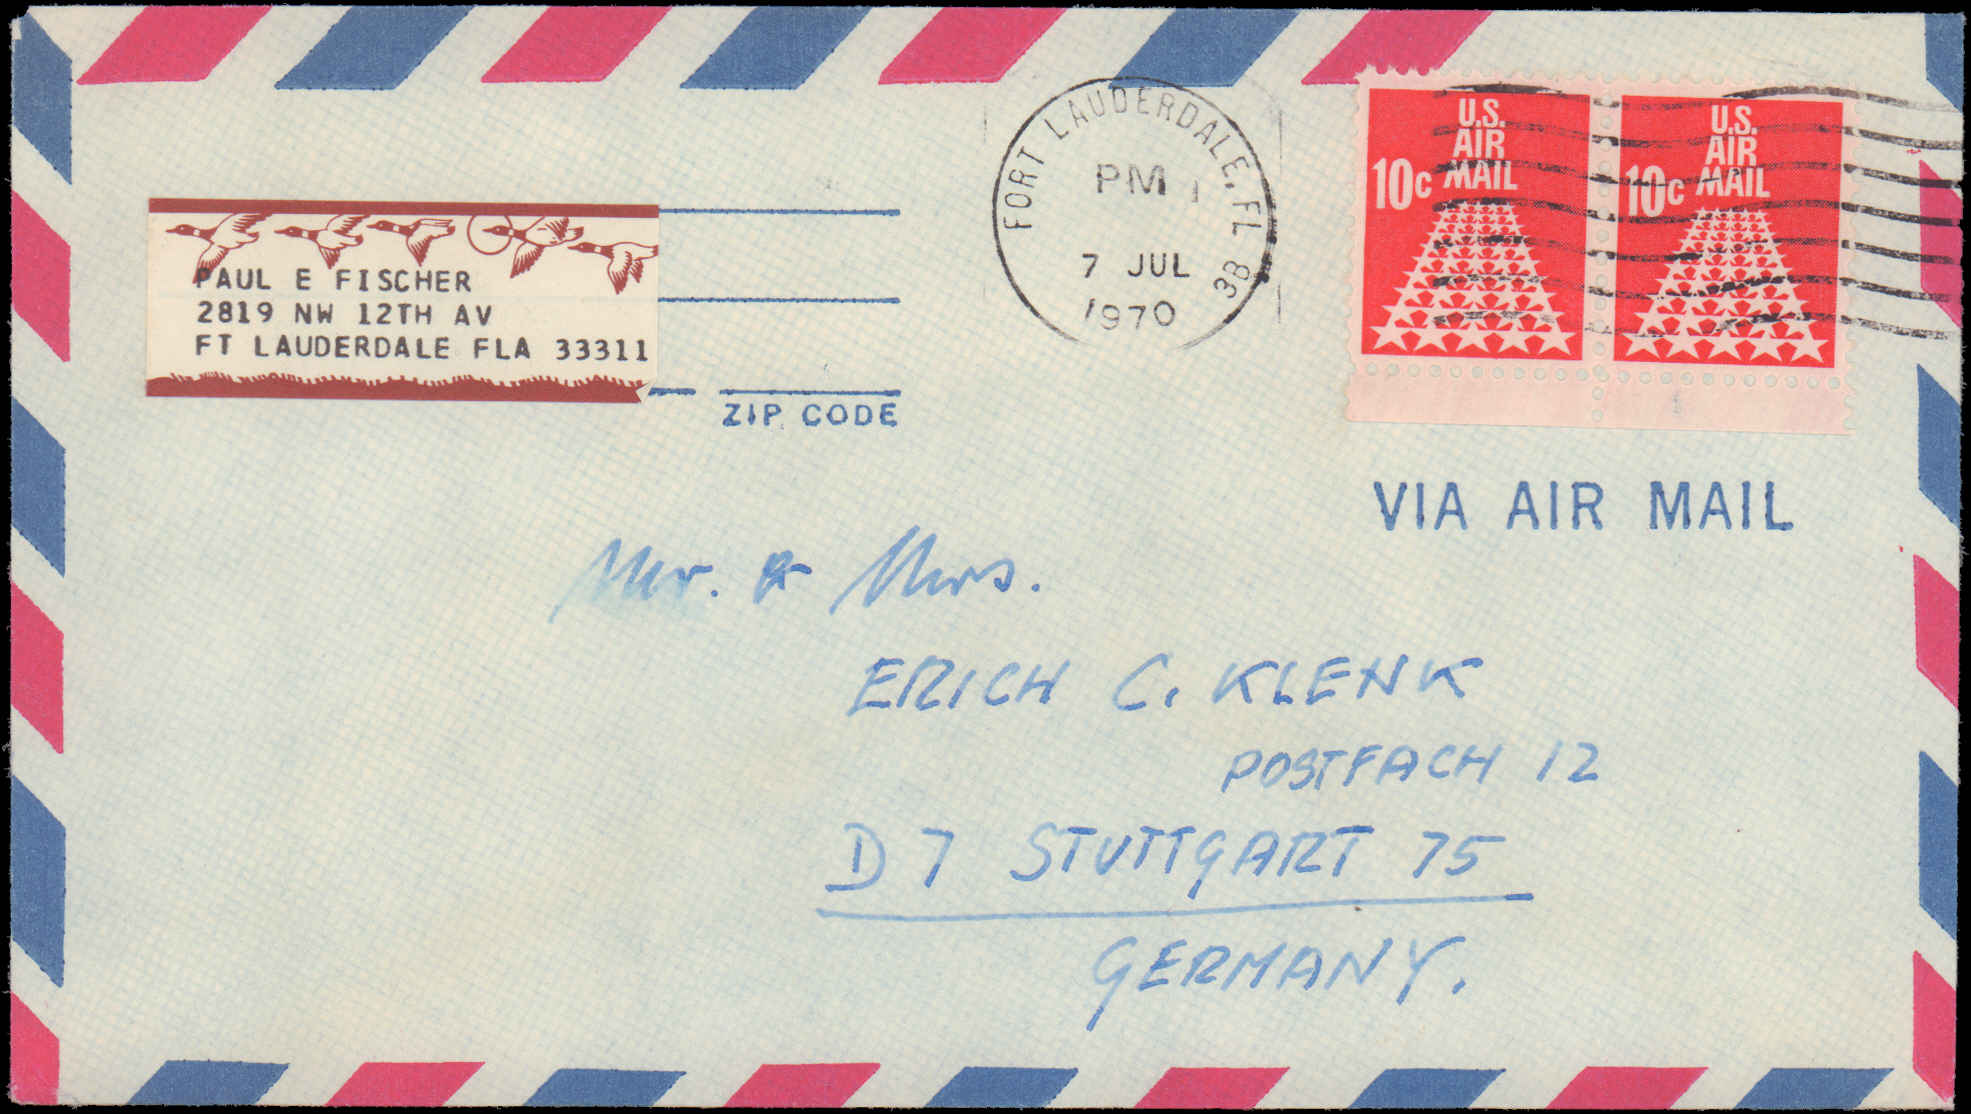 PAUL E FISCHER
2819 NW 12TH AV
FT LAUDERDALE FLA 33311
ZIP CODE
FORT LAUDERDALE, FL 33B
PM
7 JUL
1970
U.S.
AIR
MAIL
10c
U.S.
AIR
MAIL
10c
VIA AIR MAIL
Mr. & Mrs.
ERICH C. KLENK
POSTFACH 12
D 7 STUTTGART 75
GERMANY.